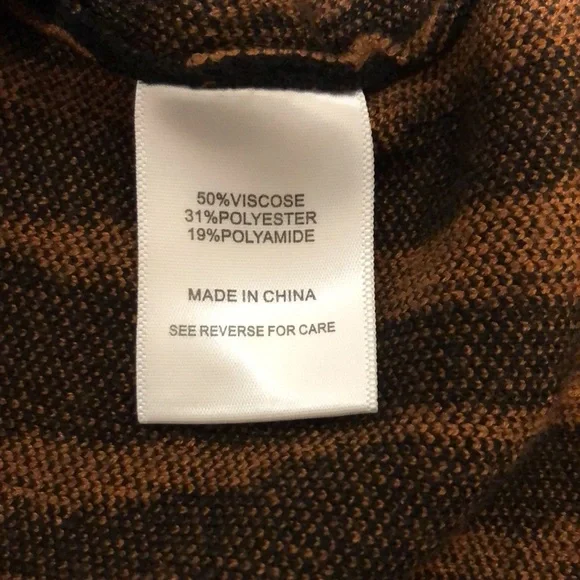 50%VISCOSE
31%POLYESTER
19%POLYAMIDE
MADE IN CHINA
SEE REVERSE FOR CARE